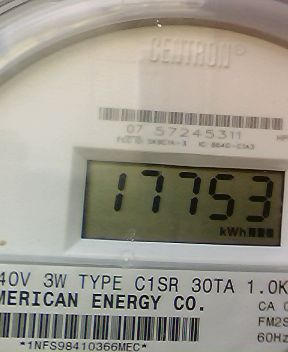 CENTRON®
07 57245311
17753
kWh
40V 3W TYPE C1SR 30TA 1.0K
MERICAN ENERGY CO.
CA 0
FM2S
60Hz
*1NFS98410366MEC*